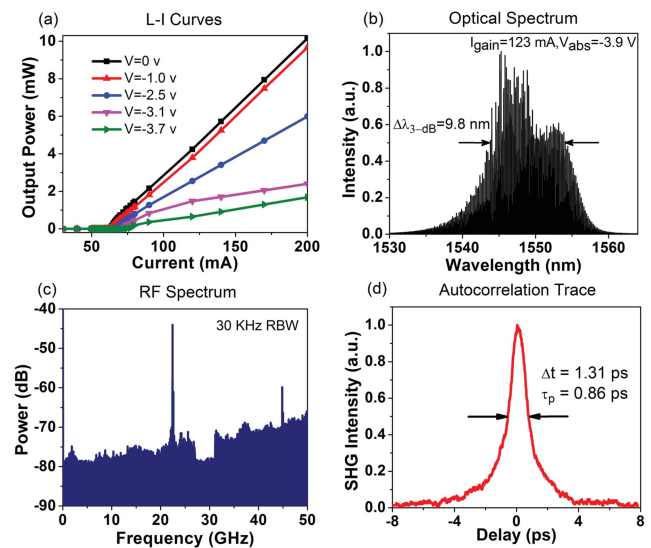 (a) L-I Curves
Output Power (mW)
10
8
6
4
2
0
V=0 v
V=-1.0 v
V=-2.5 v
V=-3.1 v
V=-3.7 v
50 100 150 200
Current (mA)
(b) Optical Spectrum
Intensity (a.u.)
1.0
0.8
0.6
0.4
0.2
0
Igain=123 mA,Vabs=-3.9 V
Δλ3-dB=9.8 nm
1530 1540 1550 1560
Wavelength (nm)
(c) RF Spectrum
Power (dB)
-40
-50
-60
-70
-80
-90
30 KHz RBW
0 10 20 30 40 50
Frequency (GHz)
(d) Autocorrelation Trace
SHG Intensity (a.u.)
1.0
0.8
0.6
0.4
0.2
0.0
Δt = 1.31 ps
τp = 0.86 ps
-8 -4 0 4 8
Delay (ps)